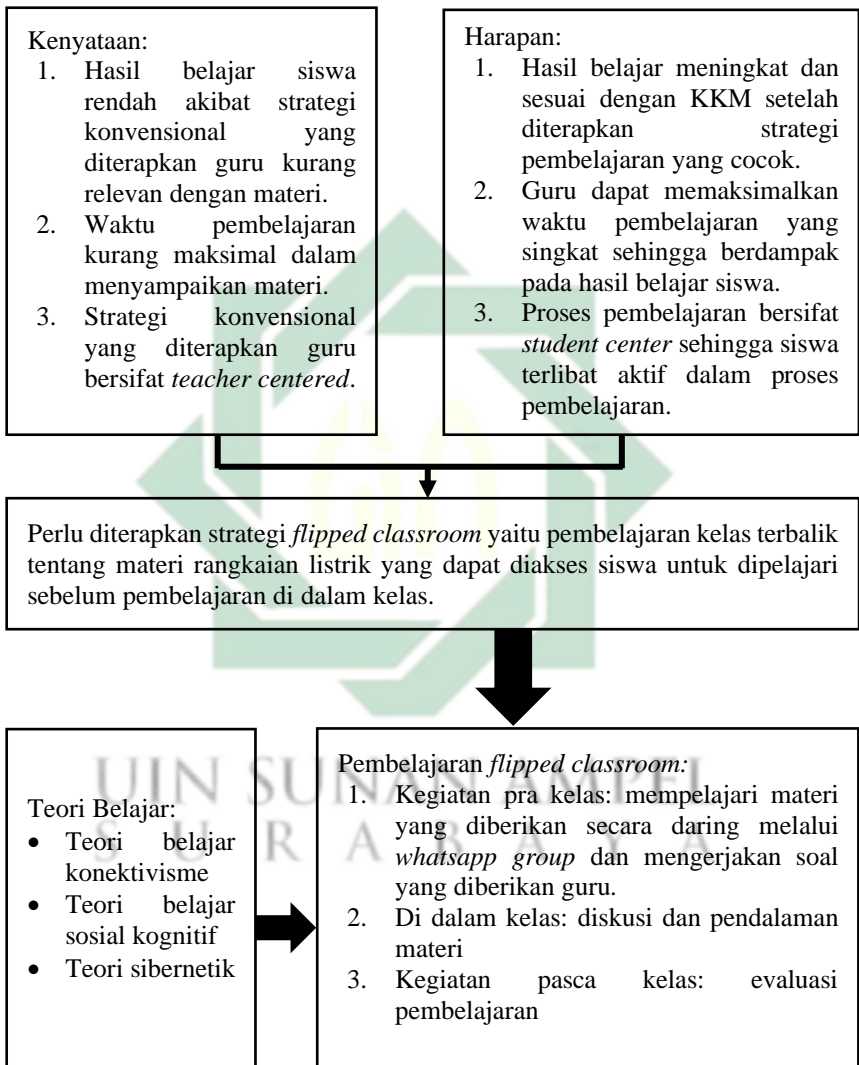 Kenyataan:
1. Hasil belajar siswa
rendah akibat strategi
konvensional yang
diterapkan guru kurang
relevan dengan materi.
2. Waktu pembelajaran
kurang maksimal dalam
menyampaikan materi.
3. Strategi konvensional
yang diterapkan guru
bersifat teacher centered.
Harapan:
1. Hasil belajar meningkat dan
sesuai dengan KKM setelah
diterapkan strategi
pembelajaran yang cocok.
2. Guru dapat memaksimalkan
waktu pembelajaran yang
singkat sehingga berdampak
pada hasil belajar siswa.
3. Proses pembelajaran bersifat
student center sehingga siswa
terlibat aktif dalam proses
pembelajaran.
Perlu diterapkan strategi flipped classroom yaitu pembelajaran kelas terbalik
tentang materi rangkaian listrik yang dapat diakses siswa untuk dipelajari
sebelum pembelajaran di dalam kelas.
Teori Belajar:
• Teori belajar
konektivisme
• Teori belajar
sosial kognitif
• Teori sibernetik
Pembelajaran flipped classroom:
1. Kegiatan pra kelas: mempelajari materi
yang diberikan secara daring melalui
whatsapp group dan mengerjakan soal
yang diberikan guru.
2. Di dalam kelas: diskusi dan pendalaman
materi
3. Kegiatan pasca kelas: evaluasi
pembelajaran
UIN SUNAN AMPEL
SURABAYA